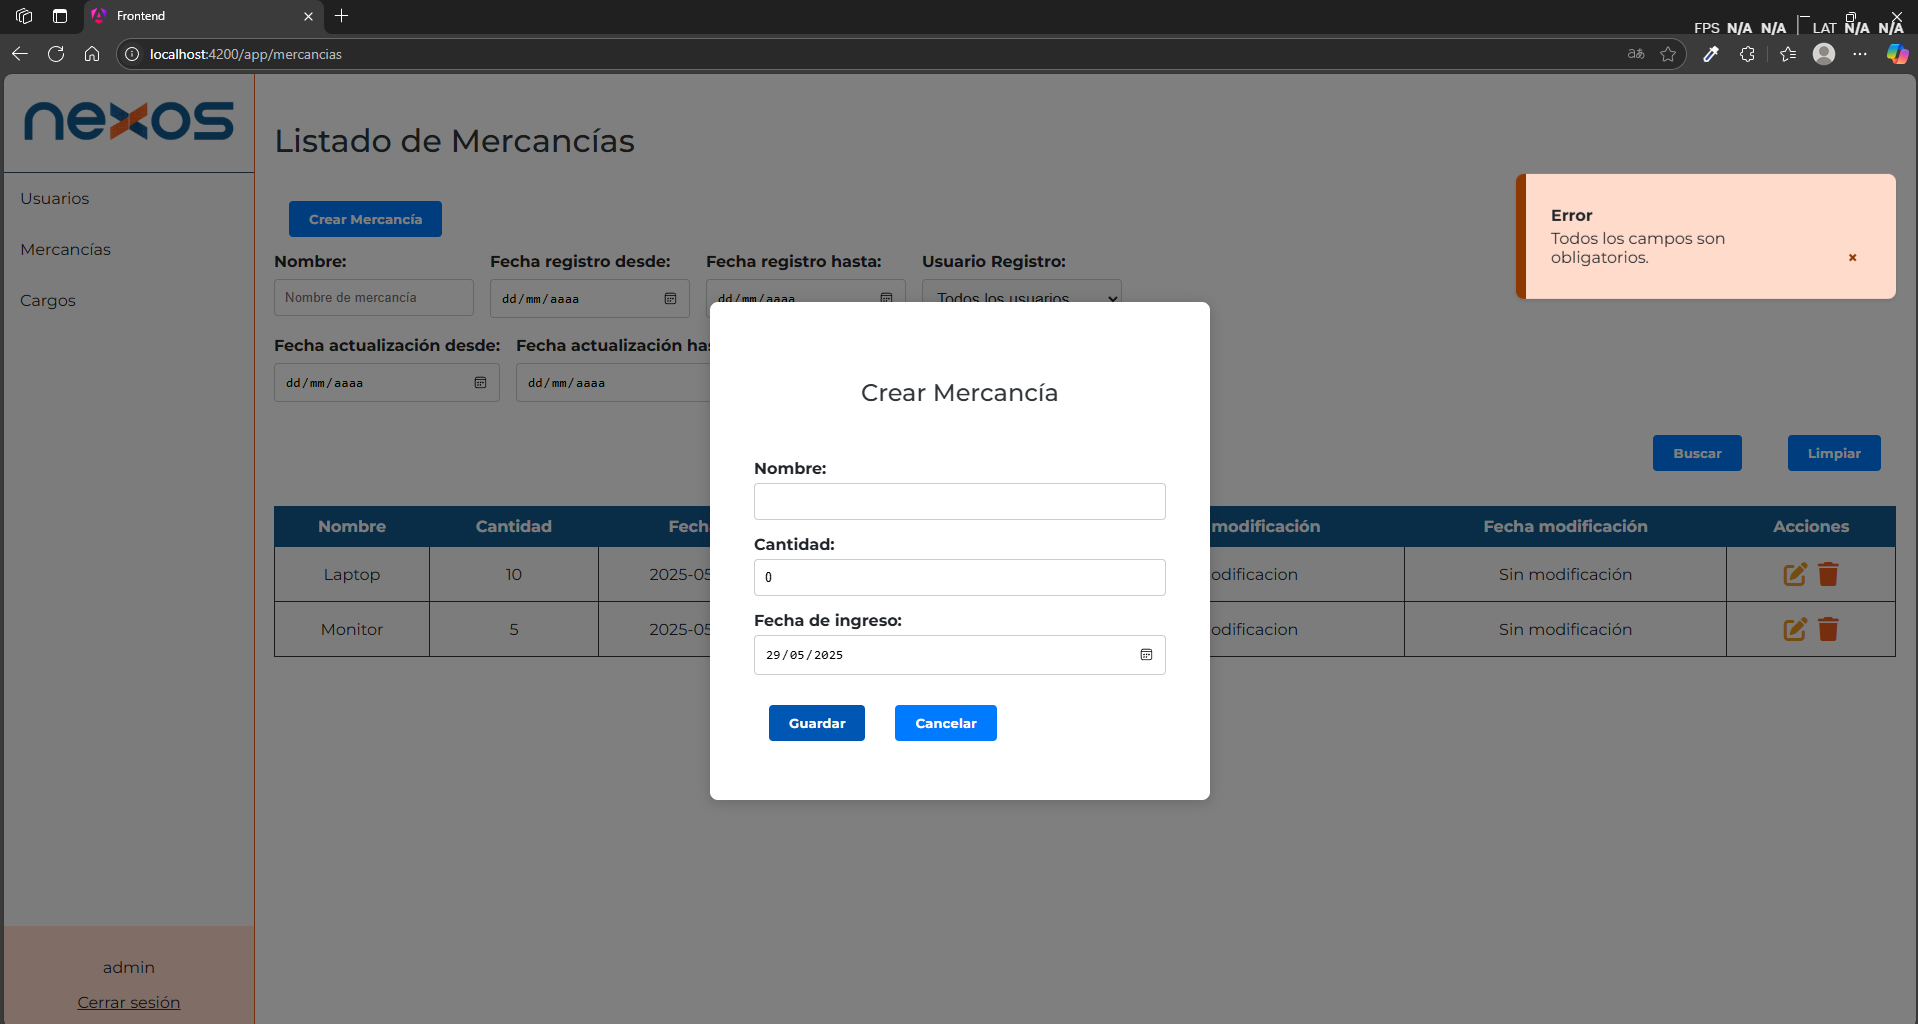 Frontend
FPS N/A N/A LAT N/A N/A
localhost:4200/app/mercancias
nexos
Usuarios
Mercancías
Cargos
admin
Cerrar sesión
Listado de Mercancías
Crear Mercancía
Nombre: Fecha registro desde: Fecha registro hasta: Usuario Registro:
Nombre de mercancía dd/mm/aaaa dd/mm/aaaa Todos los usuarios
Fecha actualización desde: Fecha actualización has
dd/mm/aaaa dd/mm/aaaa
Buscar Limpiar
Nombre Cantidad Fech modificación Fecha modificación Acciones
Laptop 10 2025-05 odificacion Sin modificación
Monitor 5 2025-05 odificacion Sin modificación
Error
Todos los campos son
obligatorios.
Crear Mercancía
Nombre:
Cantidad:
0
Fecha de ingreso:
29/05/2025
Guardar Cancelar